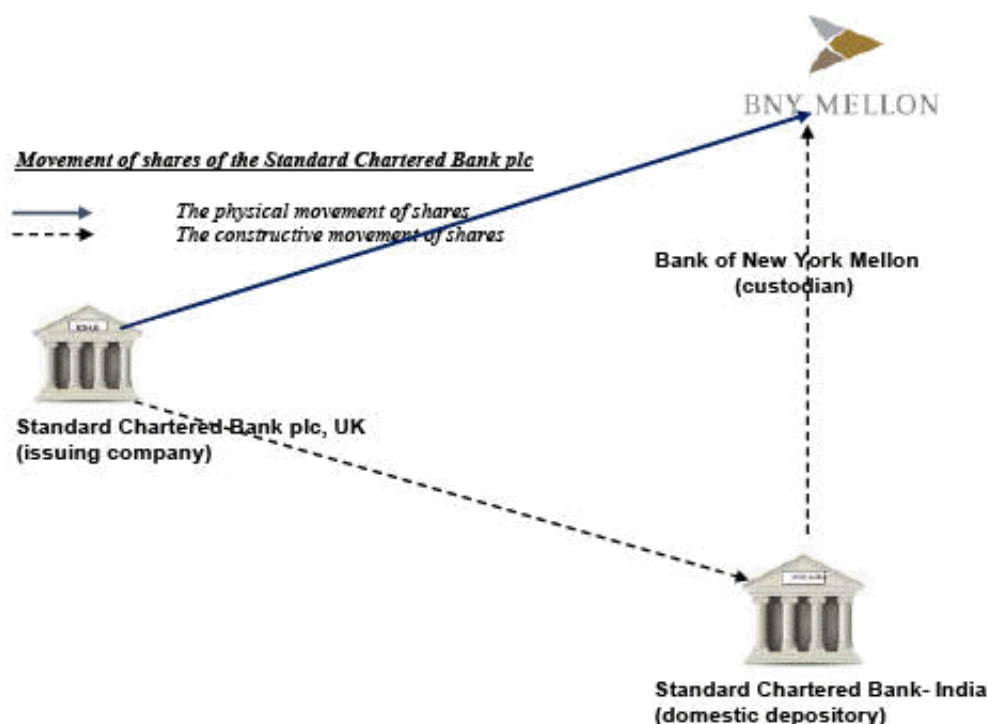 BNY MELLON
Movement of shares of the Standard Chartered Bank plc
The physical movement of shares
The constructive movement of shares
Bank of New York Mellon
(custodian)
Standard Chartered Bank plc, UK
(issuing company)
Standard Chartered Bank- India
(domestic depository)